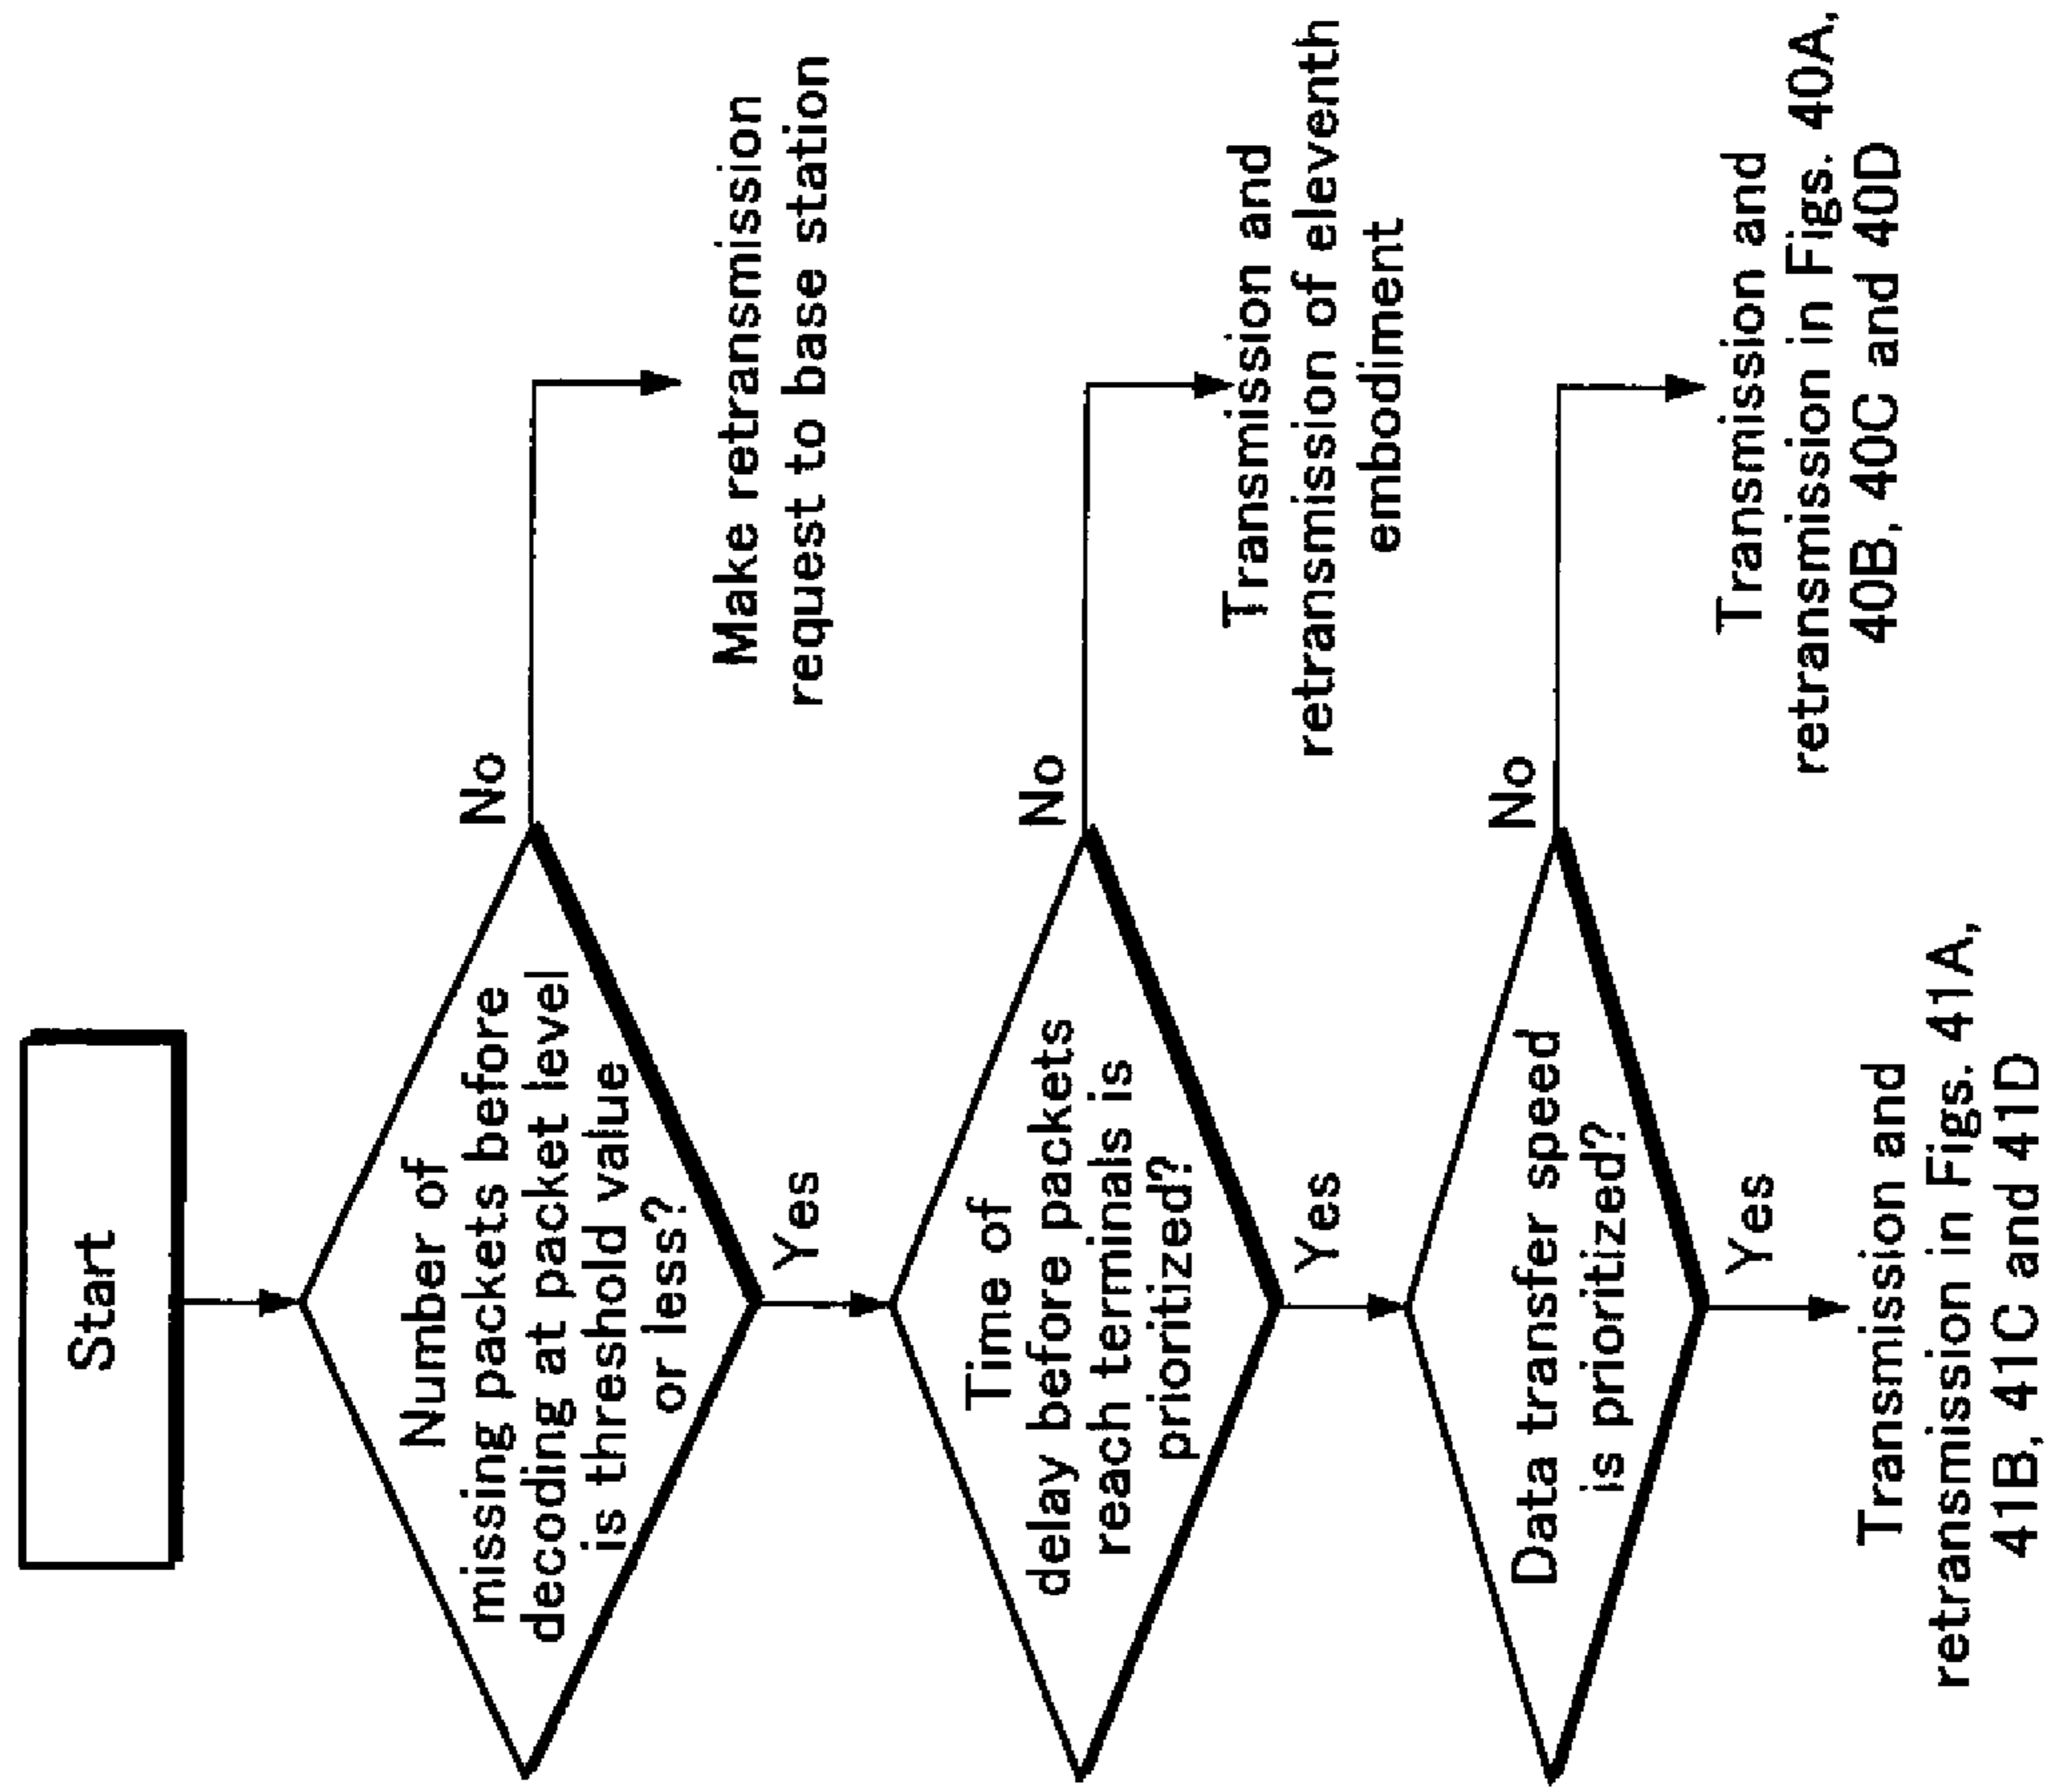 Start
Number of
missing packets before
decoding at packet level
is threshold value
or less?
No
Make retransmission
request to base station
Yes
Time of
delay before packets
reach terminals is
prioritized?
No
Transmission and
retransmission of eleventh
embodiment
Yes
Data transfer speed
is prioritized?
No
Transmission and
retransmission in Figs. 40A,
40B, 40C and 40D
Yes
Transmission and
retransmission in Figs. 41A,
41B, 41C and 41D